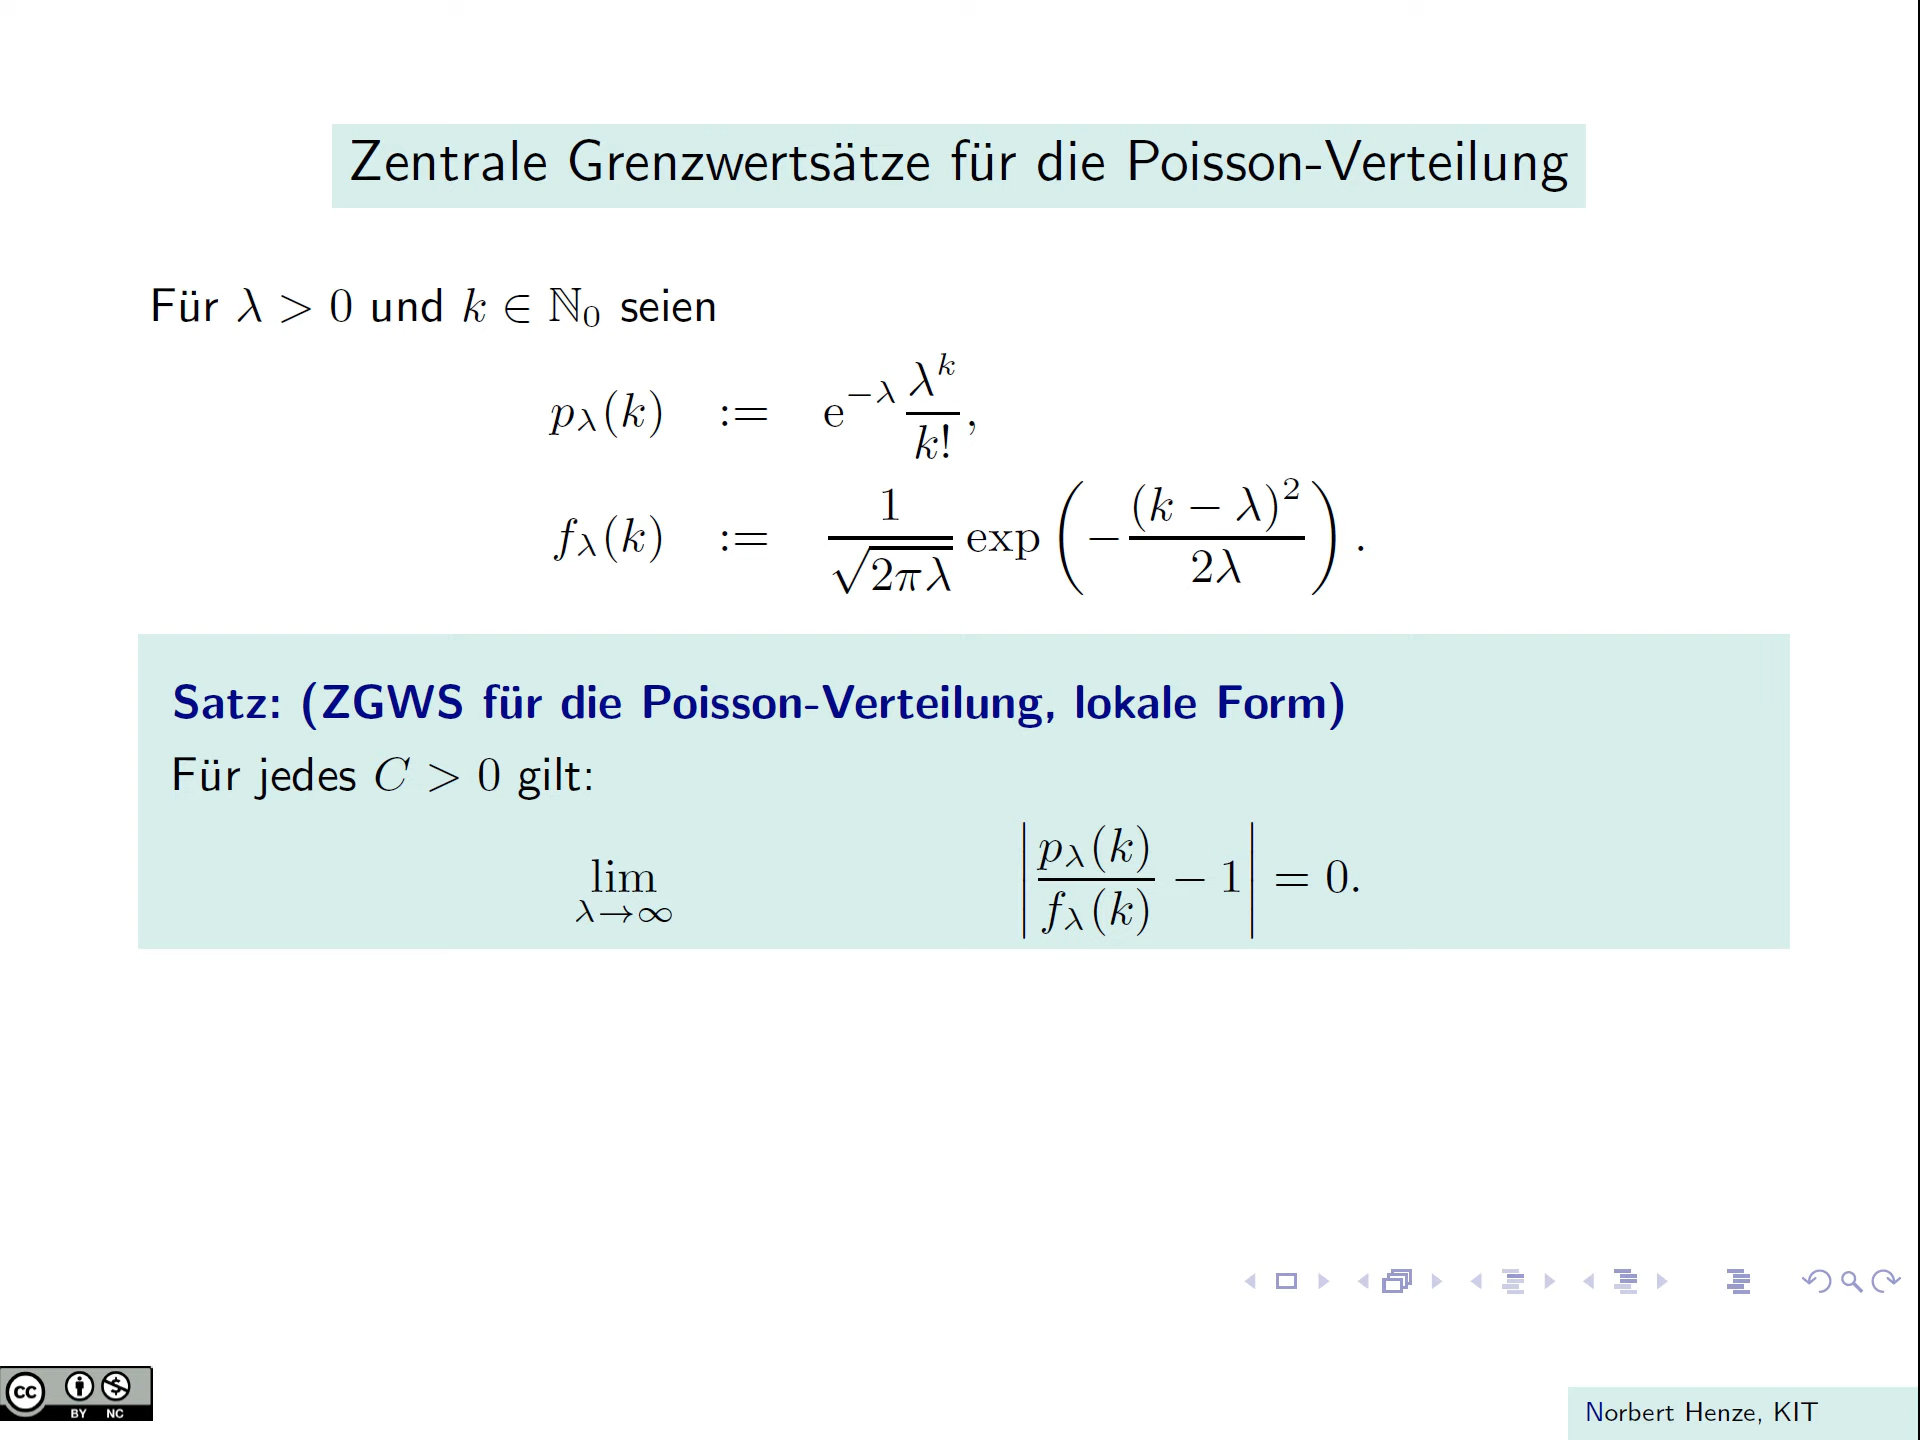 Zentrale Grenzwertsätze für die Poisson-Verteilung
Für λ > 0 und k ∈ ℕ₀ seien
p_λ(k) := e^{−λ} λ^k / k!,
f_λ(k) := 1 / √(2πλ) exp ( − (k − λ)² / 2λ ) .
Satz: (ZGWS für die Poisson-Verteilung, lokale Form)
Für jedes C > 0 gilt:
lim_{λ→∞} | p_λ(k) / f_λ(k) − 1 | = 0.
cc BY NC
Norbert Henze, KIT